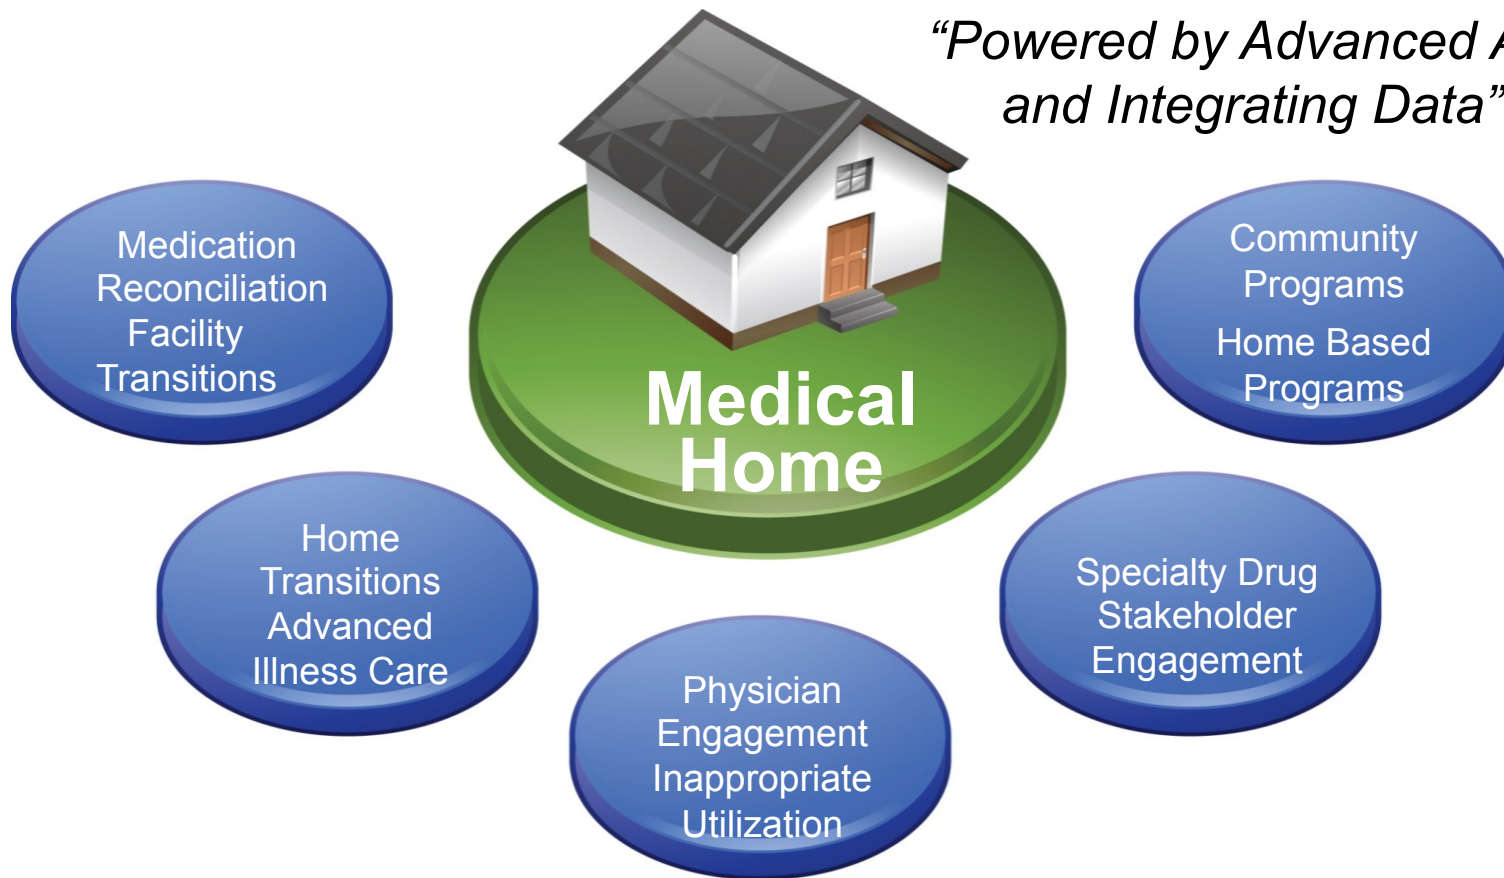 “Powered by Advanced
and Integrating Data”
Medication
Reconciliation
Facility
Transitions
Medical
Home
Community
Programs
Home Based
Programs
Home
Transitions
Advanced
Illness Care
Physician
Engagement
Inappropriate
Utilization
Specialty Drug
Stakeholder
Engagement